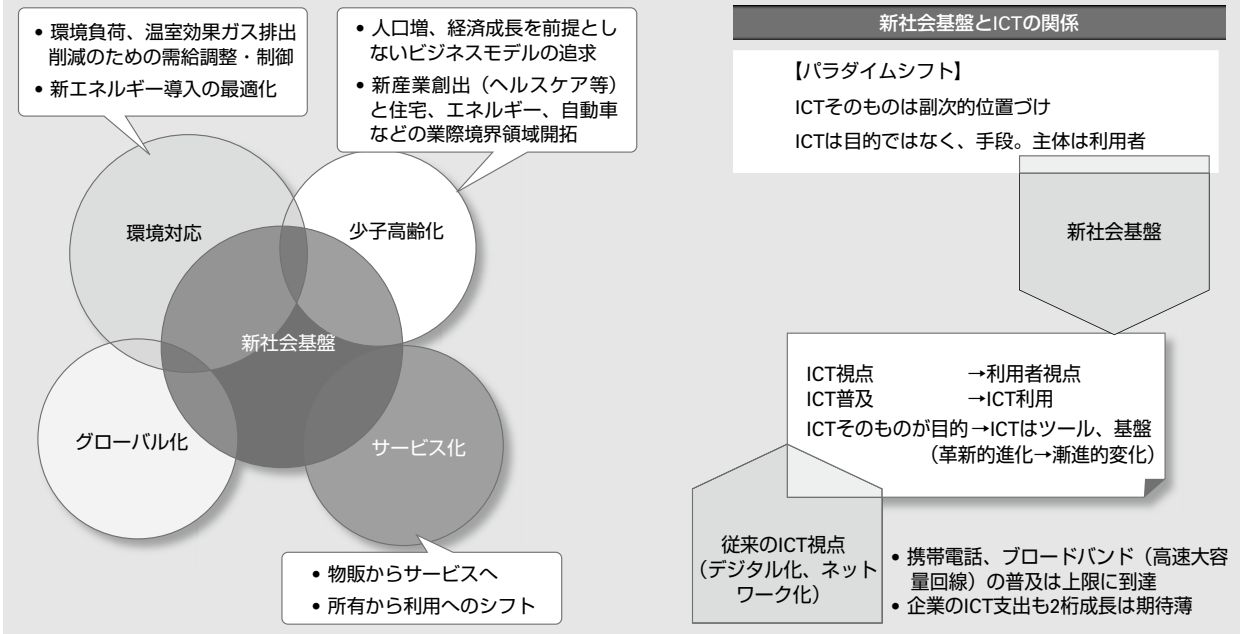 • 環境負荷、温室効果ガス排出
削減のための需給調整・制御
• 新エネルギー導入の最適化
• 人口増、経済成長を前提とし
ないビジネスモデルの追求
• 新産業創出（ヘルスケア等）
と住宅、エネルギー、自動車
などの業際境界領域開拓
環境対応
少子高齢化
新社会基盤
グローバル化
サービス化
• 物販からサービスへ
• 所有から利用へのシフト
新社会基盤とICTの関係
【パラダイムシフト】
ICTそのものは副次的位置づけ
ICTは目的ではなく、手段。主体は利用者
新社会基盤
ICT視点 →利用者視点
ICT普及 →ICT利用
ICTそのものが目的→ICTはツール、基盤
（革新的進化→漸進的変化）
従来のICT視点
（デジタル化、ネット
ワーク化）
• 携帯電話、ブロードバンド（高速大容
量回線）の普及は上限に到達
• 企業のICT支出も2桁成長は期待薄